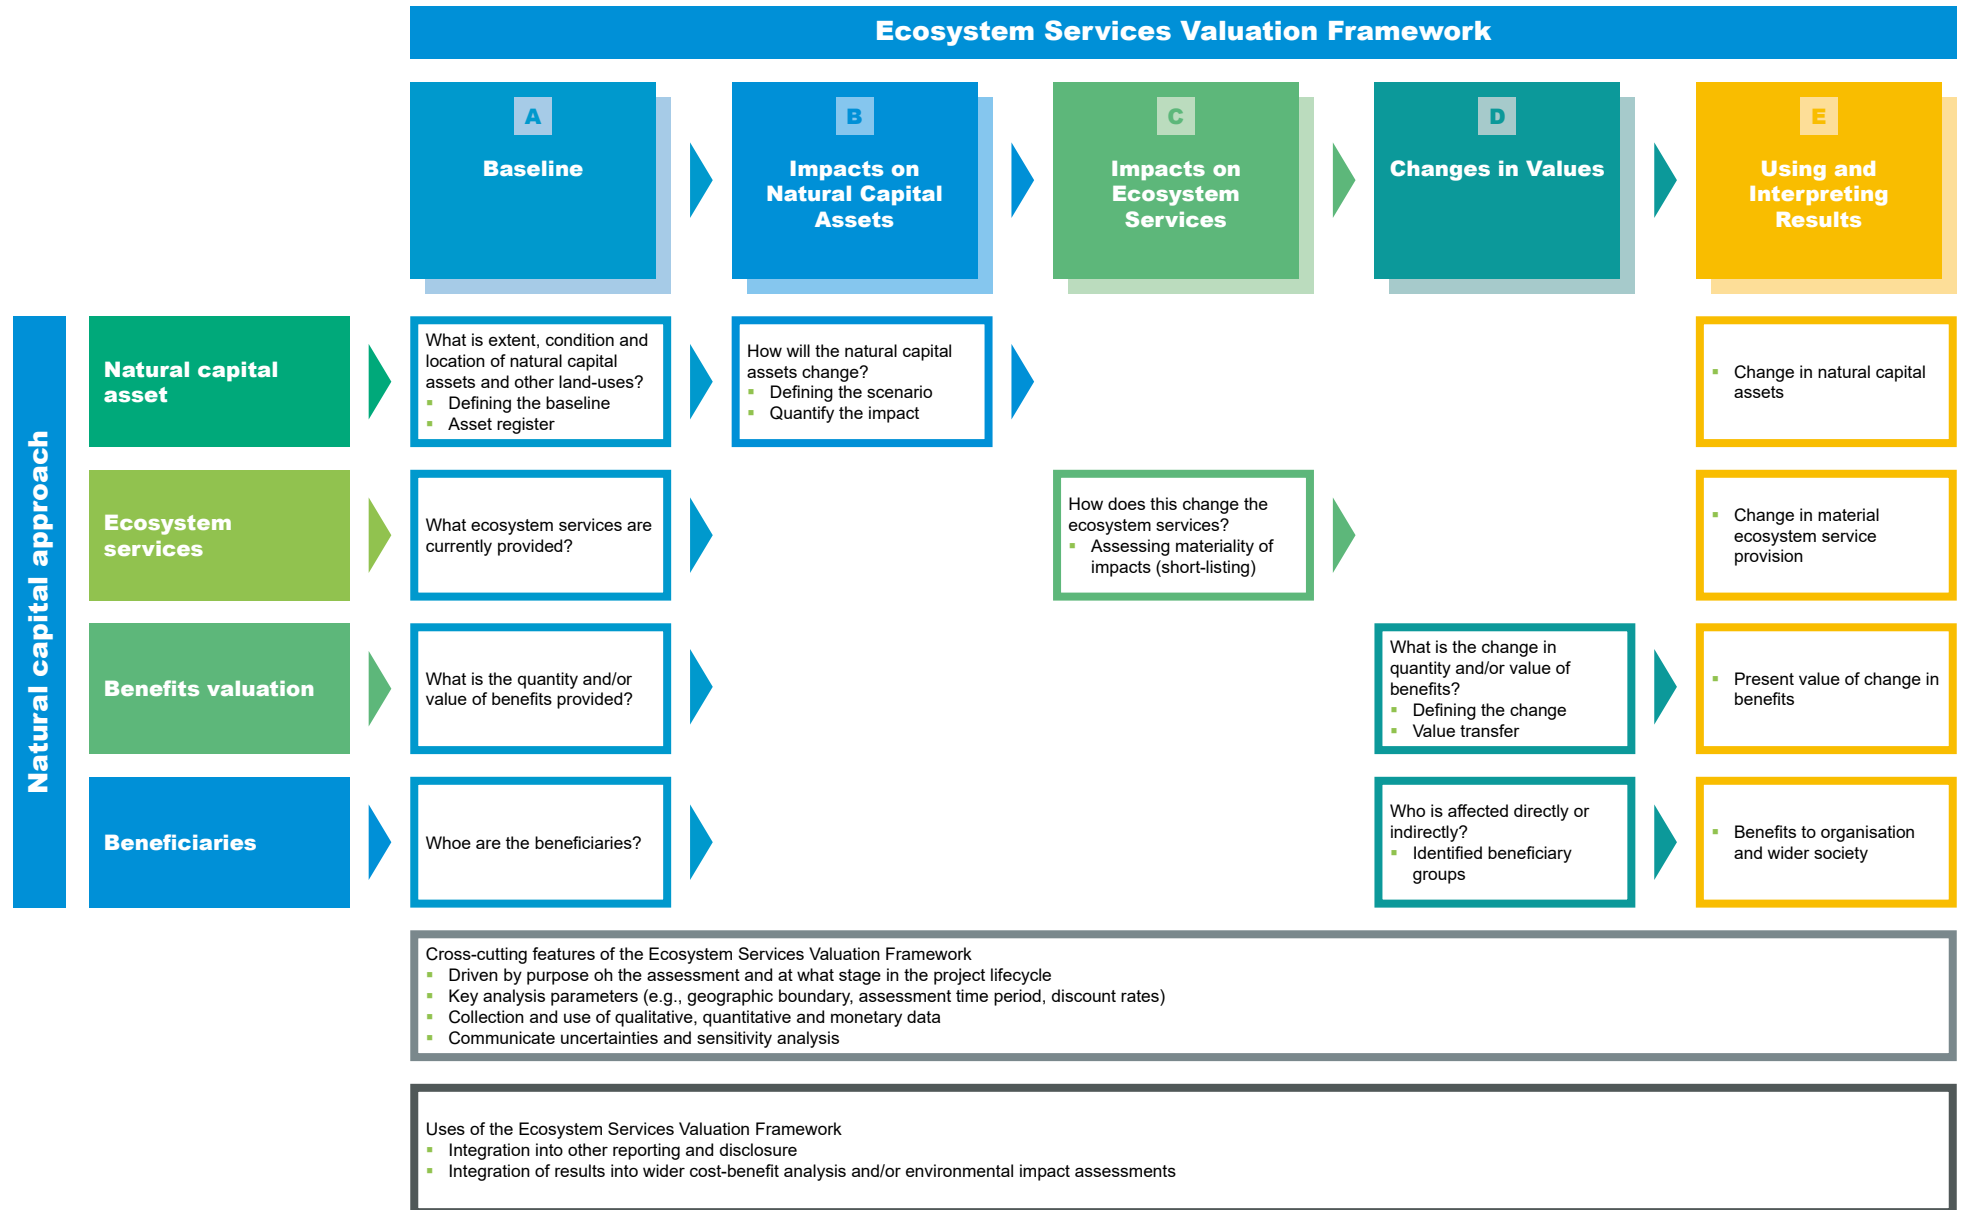 Ecosystem Services Valuation Framework
A
Baseline
B
Impacts on
Natural Capital
Assets
C
Impacts on
Ecosystem
Services
D
Changes in Values
E
Using and
Interpreting
Results
Natural capital approach
Natural capital
asset
What is extent, condition and
location of natural capital
assets and other land-uses?
▪ Defining the baseline
▪ Asset register
How will the natural capital
assets change?
▪ Defining the scenario
▪ Quantify the impact
▪ Change in natural capital
assets
Ecosystem
services
What ecosystem services are
currently provided?
How does this change the
ecosystem services?
▪ Assessing materiality of
impacts (short-listing)
▪ Change in material
ecosystem service
provision
Benefits valuation
What is the quantity and/or
value of benefits provided?
What is the change in
quantity and/or value of
benefits?
▪ Defining the change
▪ Value transfer
▪ Present value of change in
benefits
Beneficiaries
Whoe are the beneficiaries?
Who is affected directly or
indirectly?
▪ Identified beneficiary
groups
▪ Benefits to organisation
and wider society
Cross-cutting features of the Ecosystem Services Valuation Framework
▪ Driven by purpose oh the assessment and at what stage in the project lifecycle
▪ Key analysis parameters (e.g., geographic boundary, assessment time period, discount rates)
▪ Collection and use of qualitative, quantitative and monetary data
▪ Communicate uncertainties and sensitivity analysis
Uses of the Ecosystem Services Valuation Framework
▪ Integration into other reporting and disclosure
▪ Integration of results into wider cost-benefit analysis and/or environmental impact assessments